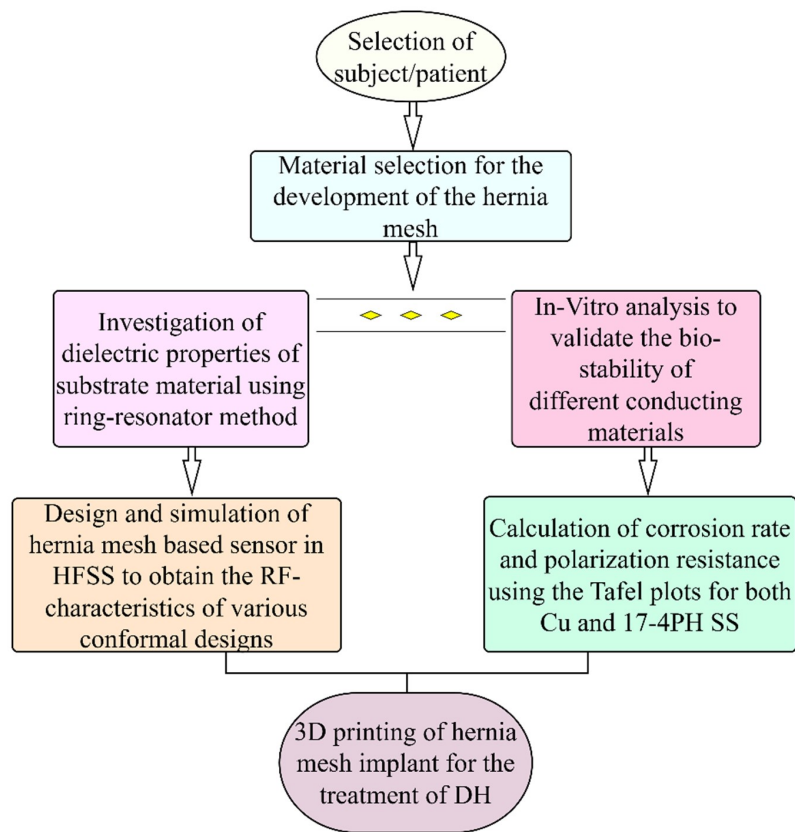 Selection of
subject/patient
Material selection for the
development of the hernia
mesh
Investigation of
dielectric properties of
substrate material using
ring-resonator method
In-Vitro analysis to
validate the bio-
stability of
different conducting
materials
Design and simulation of
hernia mesh based sensor in
HFSS to obtain the RF-
characteristics of various
conformal designs
Calculation of corrosion rate
and polarization resistance
using the Tafel plots for both
Cu and 17-4PH SS
3D printing of hernia
mesh implant for the
treatment of DH